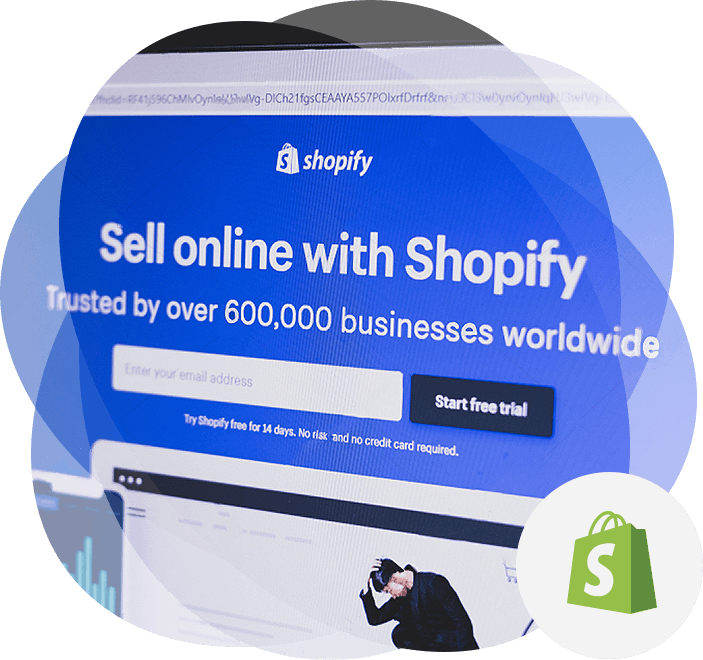 shopify
Sell online with Shopify
Trusted by over 600,000 businesses worldwide
Enter your email address
Start free trial
Try Shopify free for 14 days. No risk and no credit card required.
S